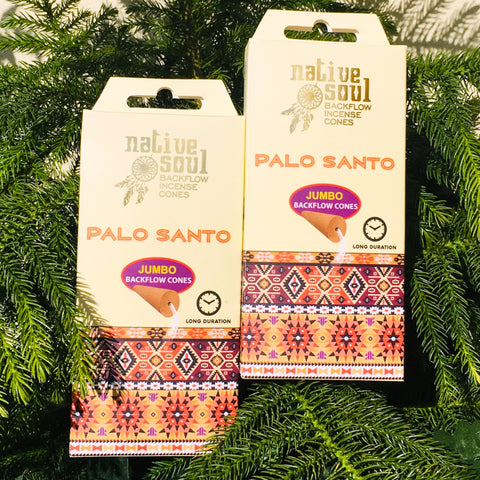 native
soul
BACKFLOW
INCENSE
CONES
PALO SANTO
JUMBO
BACKFLOW CONES
LONG DURATION
native
soul
BACKFLOW
INCENSE
CONES
PALO SANTO
JUMBO
BACKFLOW CONES
LONG DURATION